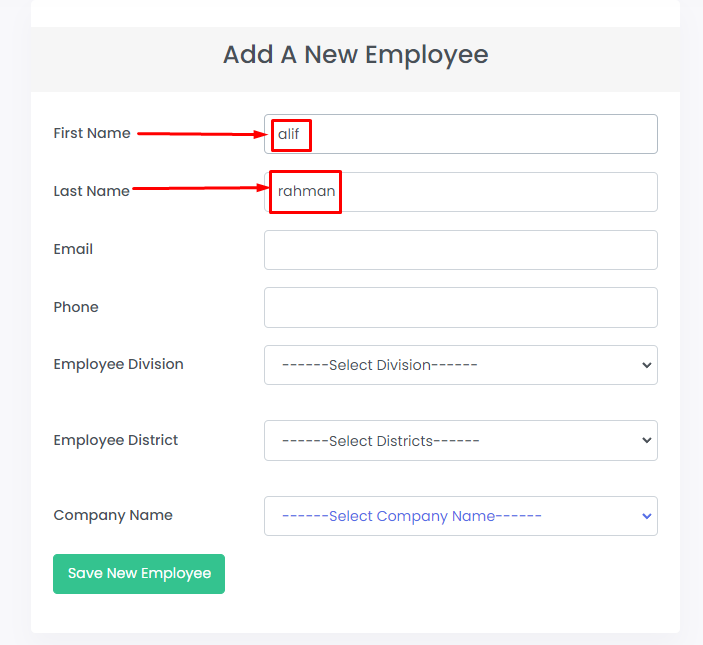 Add A New Employee
First Name alif
Last Name rahman
Email
Phone
Employee Division ------Select Division------
Employee District ------Select Districts------
Company Name ------Select Company Name------
Save New Employee